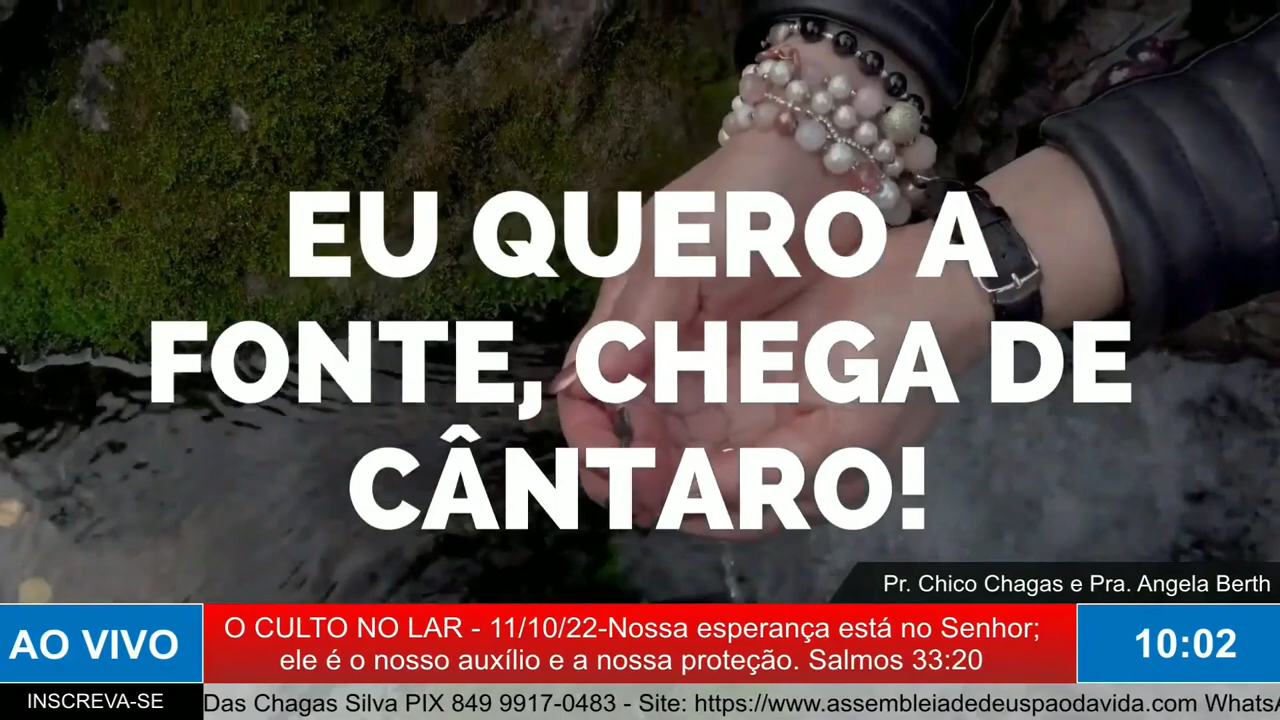 EU QUERO A
FONTE, CHEGA DE
CÂNTARO!
Pr. Chico Chagas e Pra. Angela Berth
AO VIVO
O CULTO NO LAR - 11/10/22-Nossa esperança está no Senhor;
ele é o nosso auxílio e a nossa proteção. Salmos 33:20
10:02
INSCREVA-SE
Das Chagas Silva PIX 849 9917-0483 - Site: https://www.assembleiadedeuspaodavida.com Whats